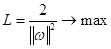 L = 2 / ‖ω‖² → max